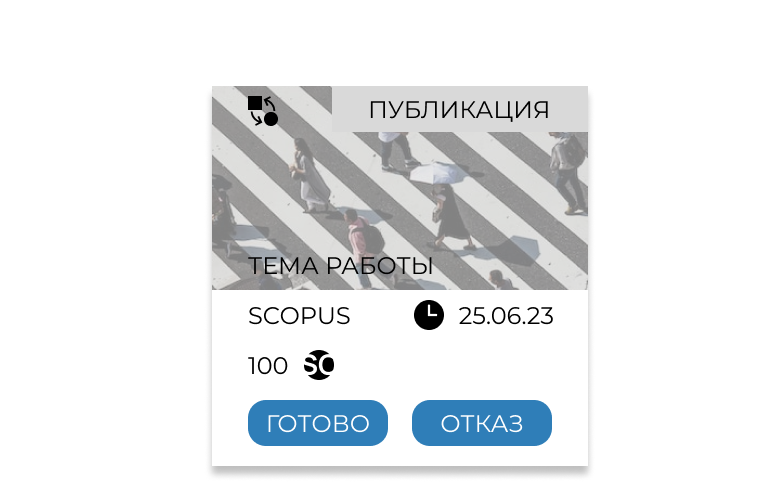 ПУБЛИКАЦИЯ
ТЕМА РАБОТЫ
SCOPUS 25.06.23
100 SC
ГОТОВО ОТКАЗ